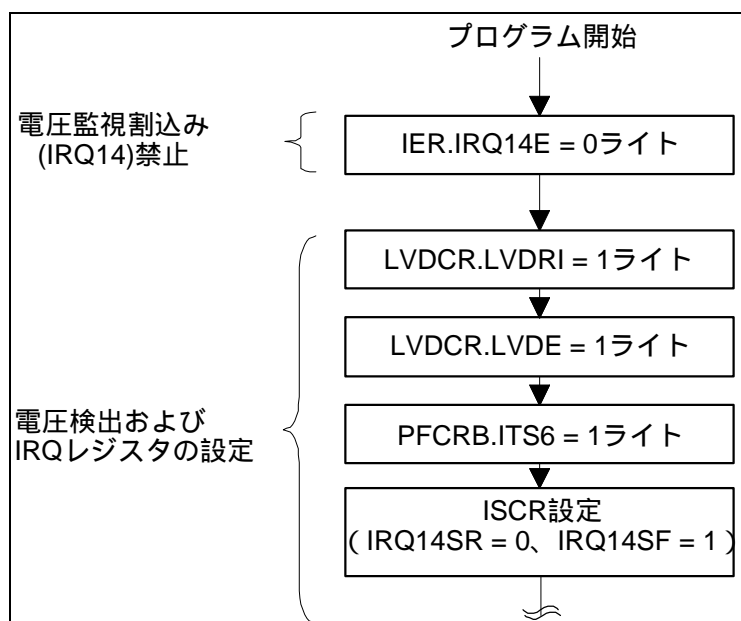 プログラム開始
電圧監視割込み
(IRQ14)禁止
IER.IRQ14E = 0ライト
LVDCR.LVDRI = 1ライト
LVDCR.LVDE = 1ライト
電圧検出および
IRQレジスタの設定
PFCRB.ITS6 = 1ライト
ISCR設定
（IRQ14SR = 0、IRQ14SF = 1）